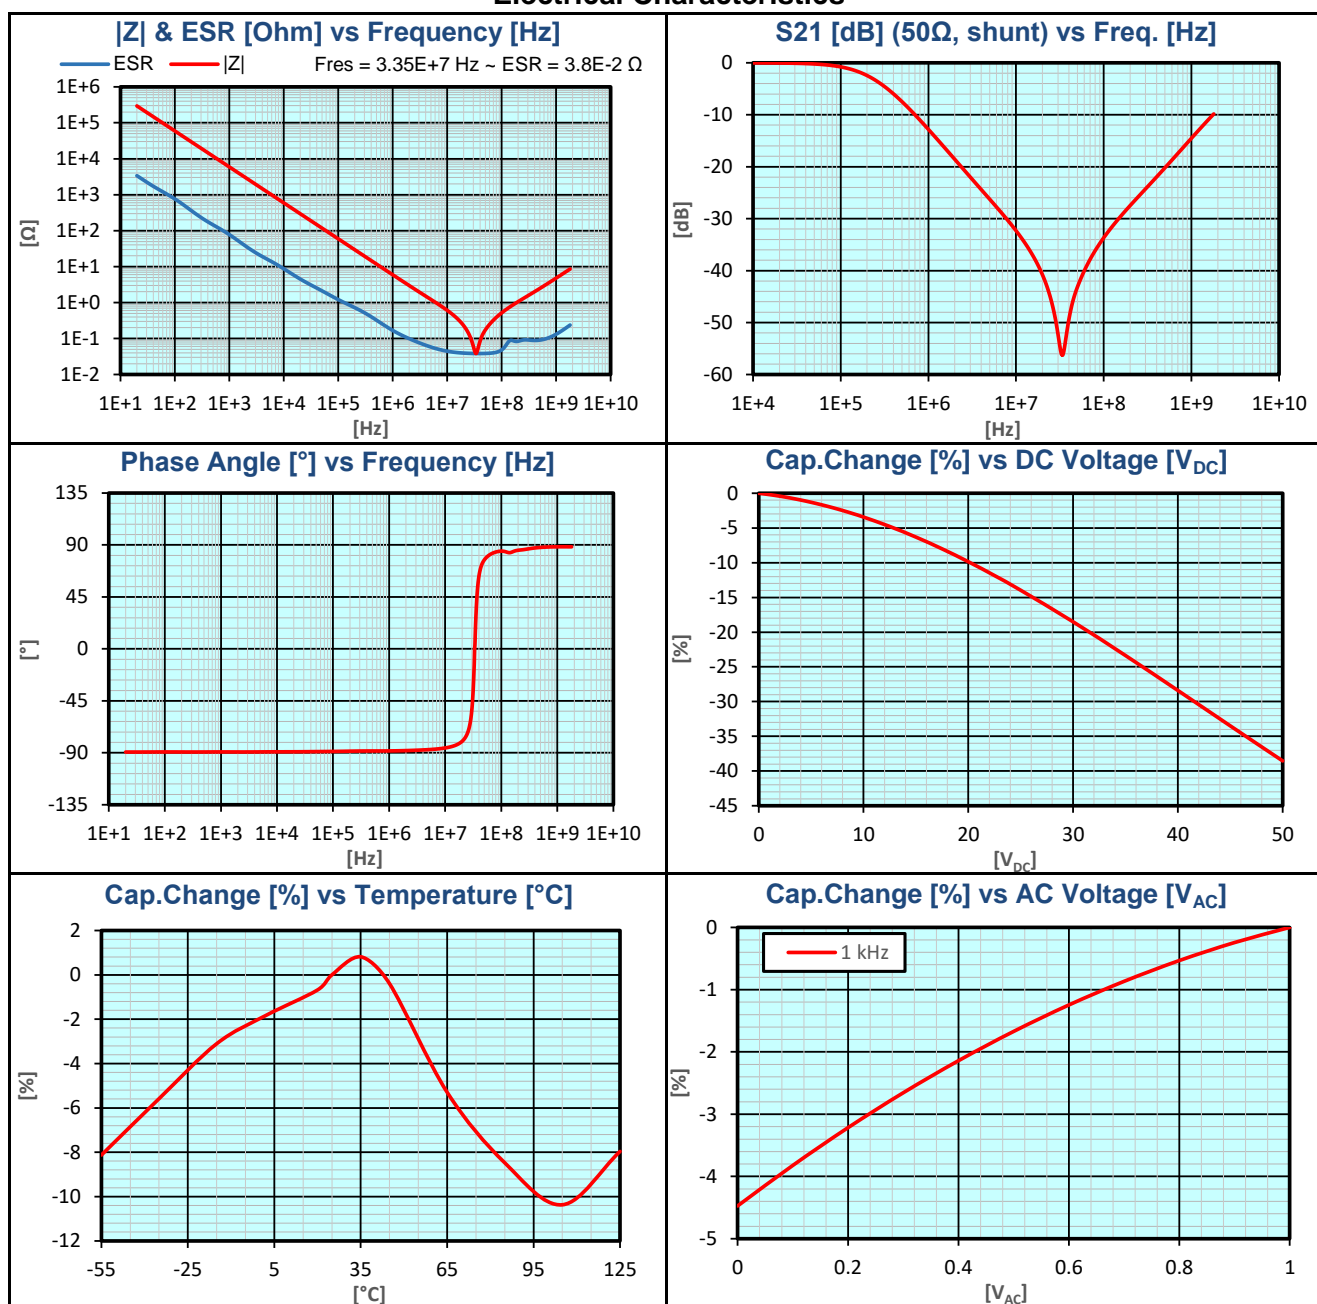 Electrical Characteristics
|Z| & ESR [Ohm] vs Frequency [Hz]
ESR |Z| Fres = 3.35E+7 Hz ~ ESR = 3.8E-2 Ω
1E+6
1E+5
1E+4
1E+3
1E+2
1E+1
1E+0
1E-1
1E-2
[Ω]
1E+1 1E+2 1E+3 1E+4 1E+5 1E+6 1E+7 1E+8 1E+9 1E+10
[Hz]
S21 [dB] (50Ω, shunt) vs Freq. [Hz]
0
-10
-20
-30
-40
-50
-60
[dB]
1E+4 1E+5 1E+6 1E+7 1E+8 1E+9 1E+10
[Hz]
Phase Angle [°] vs Frequency [Hz]
135
90
45
0
-45
-90
-135
[°]
1E+1 1E+2 1E+3 1E+4 1E+5 1E+6 1E+7 1E+8 1E+9 1E+10
[Hz]
Cap.Change [%] vs DC Voltage [VDC]
0
-5
-10
-15
-20
-25
-30
-35
-40
-45
[%]
0 10 20 30 40 50
[VDC]
Cap.Change [%] vs Temperature [°C]
2
0
-2
-4
-6
-8
-10
-12
[%]
-55 -25 5 35 65 95 125
[°C]
Cap.Change [%] vs AC Voltage [VAC]
1 kHz
0
-1
-2
-3
-4
-5
[%]
0 0.2 0.4 0.6 0.8 1
[VAC]